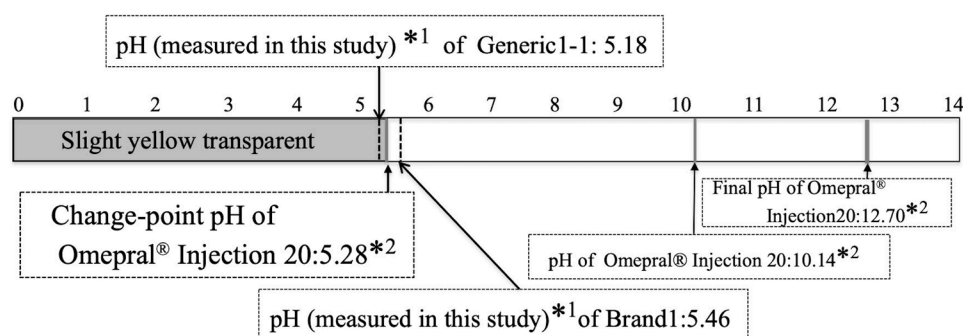 pH (measured in this study) *1 of Generic1-1: 5.18
0 1 2 3 4 5 6 7 8 9 10 11 12 13 14
Slight yellow transparent
Change-point pH of
Omepral® Injection 20:5.28*2
Final pH of Omepral®
Injection20:12.70*2
pH of Omepral® Injection 20:10.14*2
pH (measured in this study)*1 of Brand1:5.46